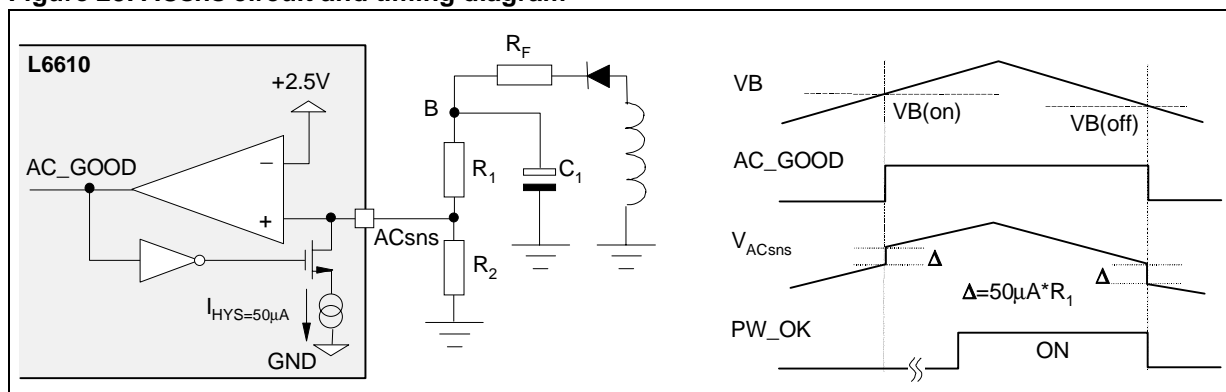 Figure 20. ACsns circuit and timing diagram
L6610
+2.5V
AC_GOOD
−
+
ACsns
I_HYS=50μA
GND
R_F
B
R_1
C_1
R_2
VB
VB(on)
VB(off)
AC_GOOD
V_ACsns
Δ
Δ
Δ=50μA*R_1
PW_OK
ON